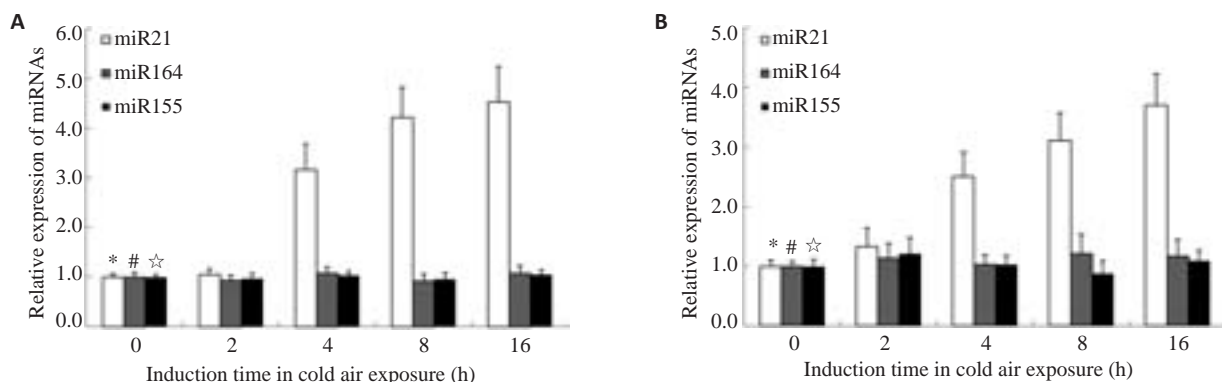 A
6.0
5.0
4.0
3.0
2.0
1.0
0.0
Relative expression of miRNAs
miR21
miR164
miR155
* # ☆
0 2 4 8 16
Induction time in cold air exposure (h)
B
5.0
4.0
3.0
2.0
1.0
0.0
Relative expression of miRNAs
miR21
miR164
miR155
* # ☆
0 2 4 8 16
Induction time in cold air exposure (h)